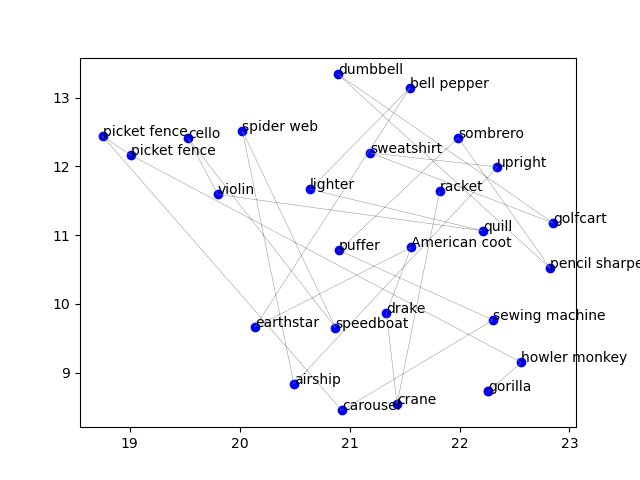 dumbbell
bell pepper
13
picket fence
cello
spider web
sombrero
picket fence
sweatshirt
upright
12
violin
lighter
racket
golfcart
quill
11
puffer
American coot
pencil sharpe
10
drake
sewing machine
earthstar
speedboat
howler monkey
9
airship
gorilla
carousel
crane
19
20
21
22
23